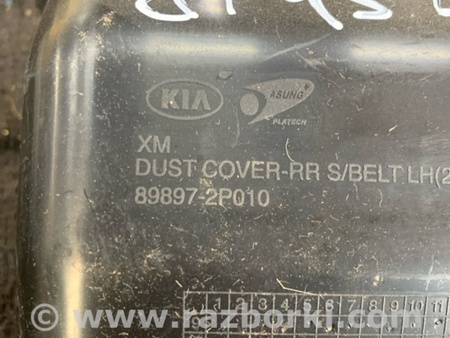 KIA
ASUNG
PLATECH
XM
DUST COVER-RR S/BELT LH(2
89897-2P010
1 2 3 4 5 6 7 8 9 10 11
www.razborki.com